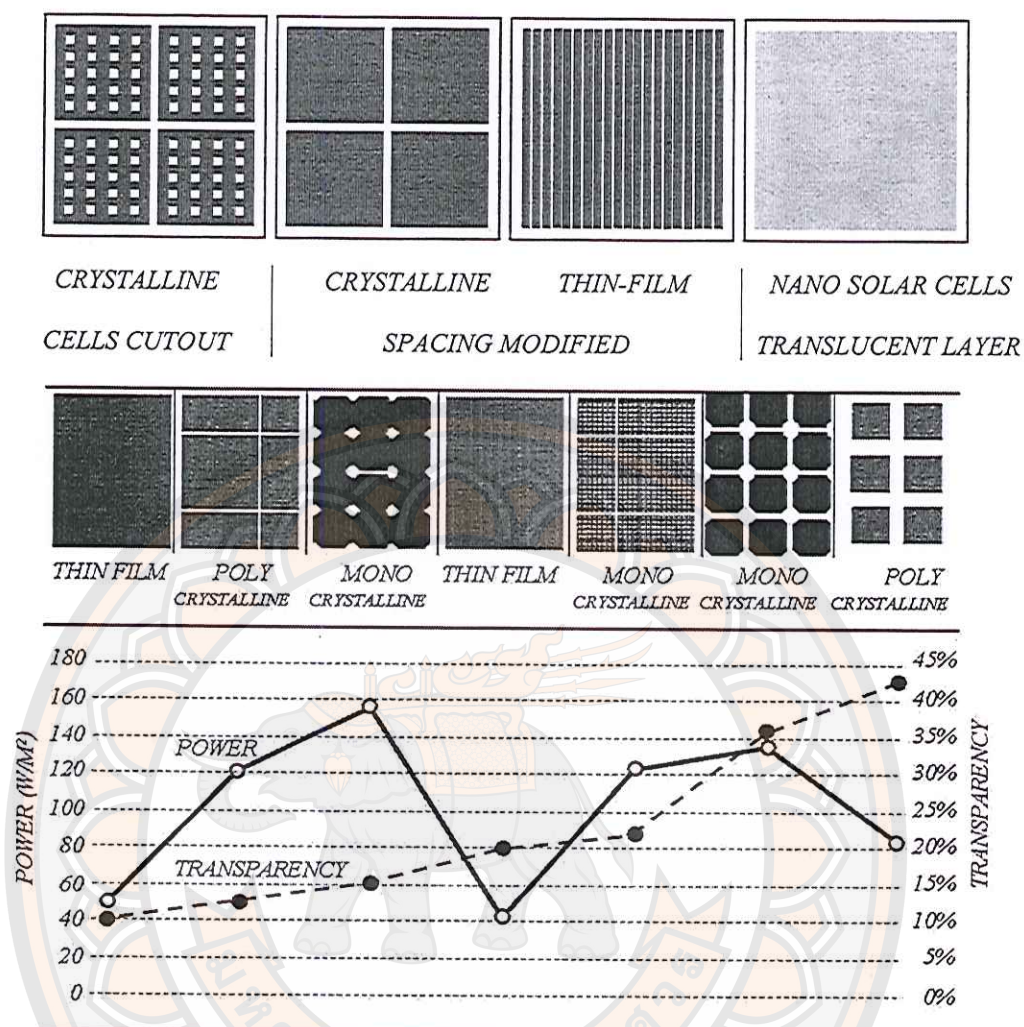 CRYSTALLINE CRYSTALLINE THIN-FILM NANO SOLAR CELLS
CELLS CUTOUT SPACING MODIFIED TRANSLUCENT LAYER
THIN FILM POLY MONO THIN FILM MONO MONO POLY
CRYSTALLINE CRYSTALLINE CRYSTALLINE CRYSTALLINE CRYSTALLINE
180 45%
160 40%
140 35%
120 30%
100 25%
80 20%
60 15%
40 10%
20 5%
0 0%
POWER (W/M²)
POWER
TRANSPARENCY
TRANSPARENCY